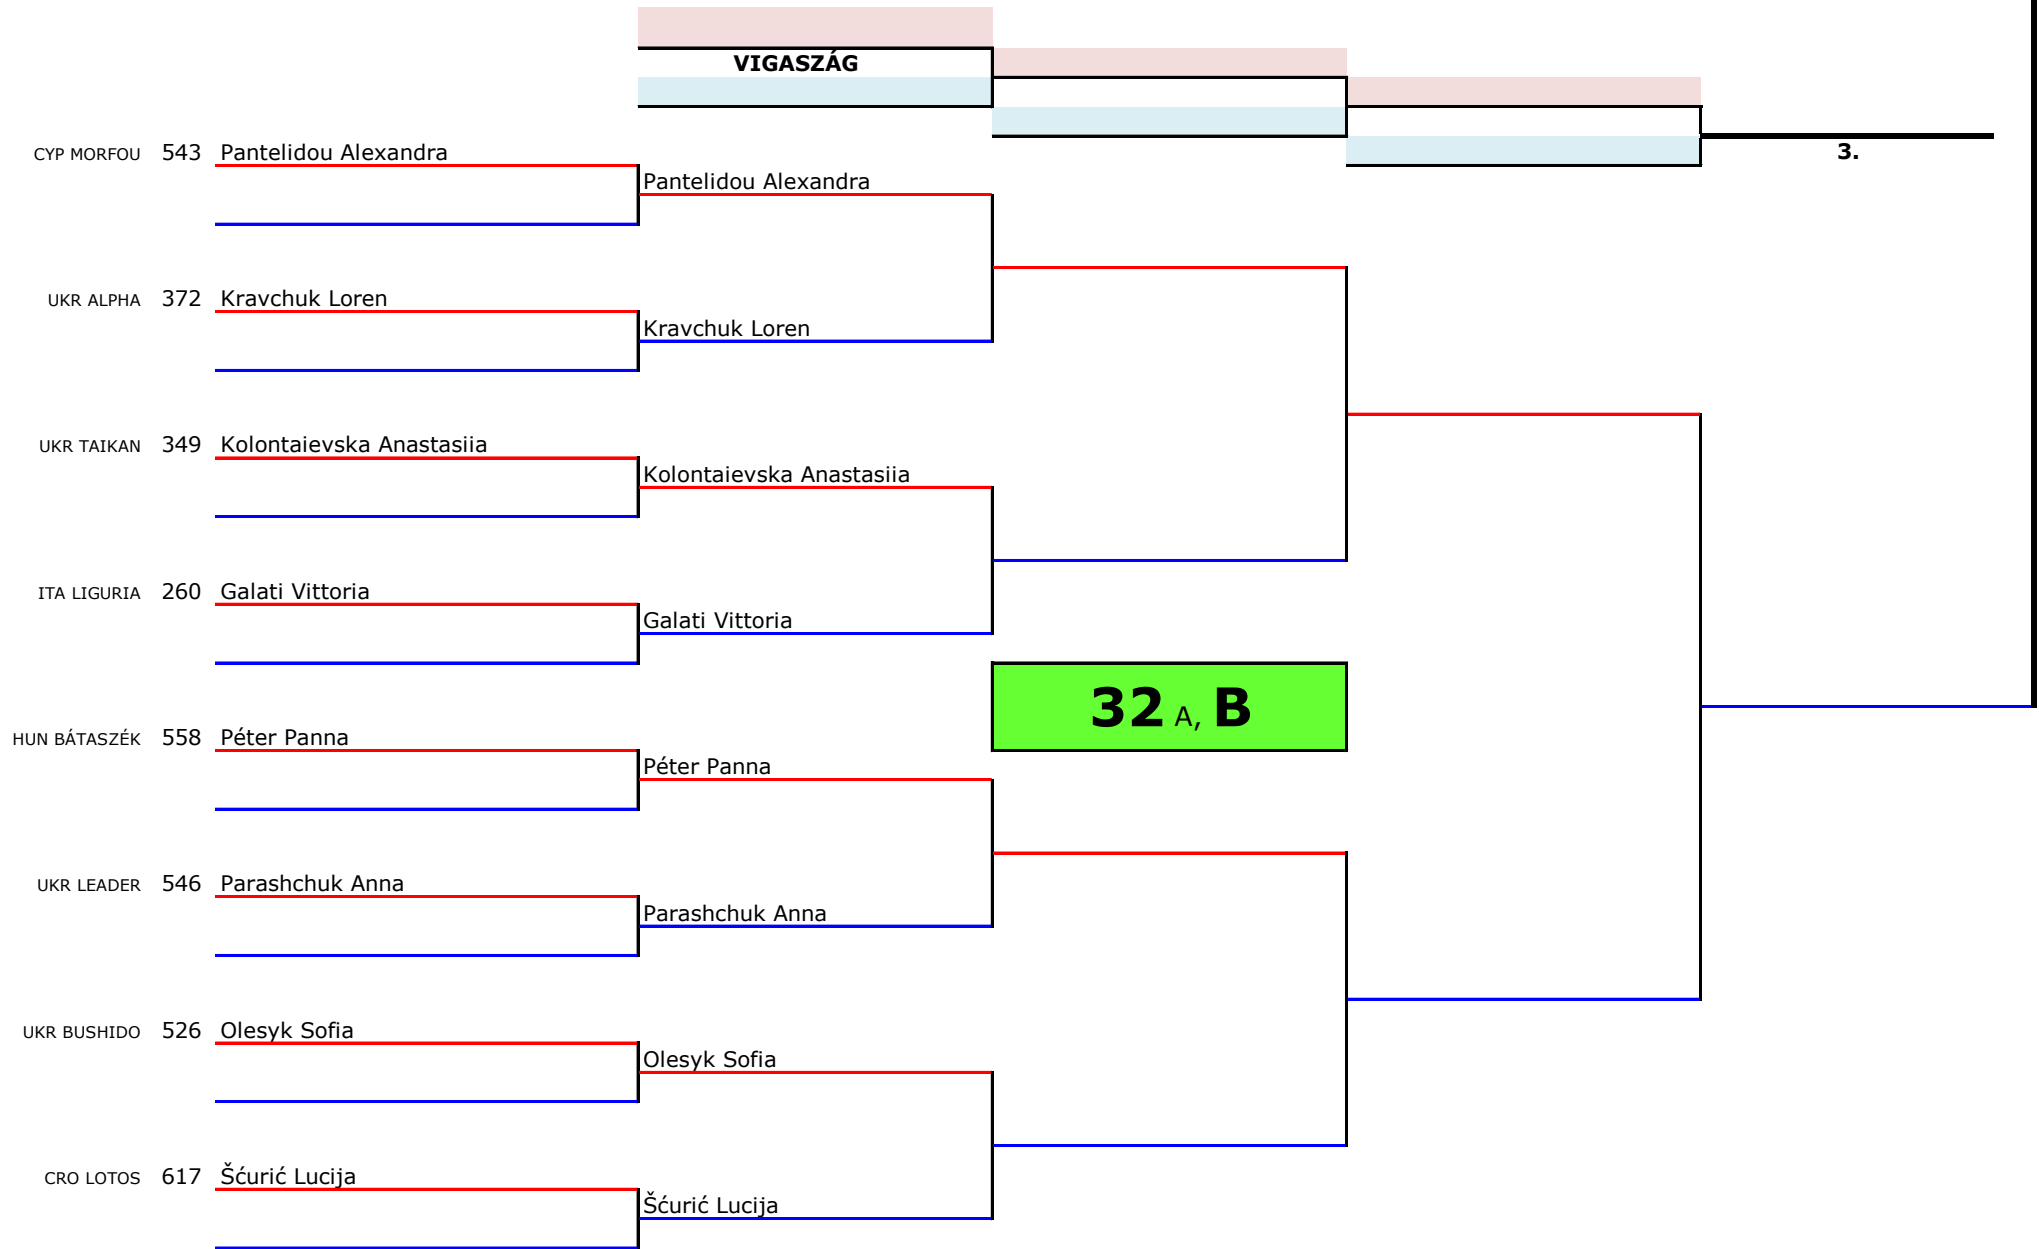 VIGASZÁG
3.
CYP MORFOU 543 Pantelidou Alexandra
Pantelidou Alexandra
UKR ALPHA 372 Kravchuk Loren
Kravchuk Loren
UKR TAIKAN 349 Kolontaievska Anastasiia
Kolontaievska Anastasiia
ITA LIGURIA 260 Galati Vittoria
Galati Vittoria
32 A, B
HUN BÁTASZÉK 558 Péter Panna
Péter Panna
UKR LEADER 546 Parashchuk Anna
Parashchuk Anna
UKR BUSHIDO 526 Olesyk Sofia
Olesyk Sofia
CRO LOTOS 617 Šćurić Lucija
Šćurić Lucija